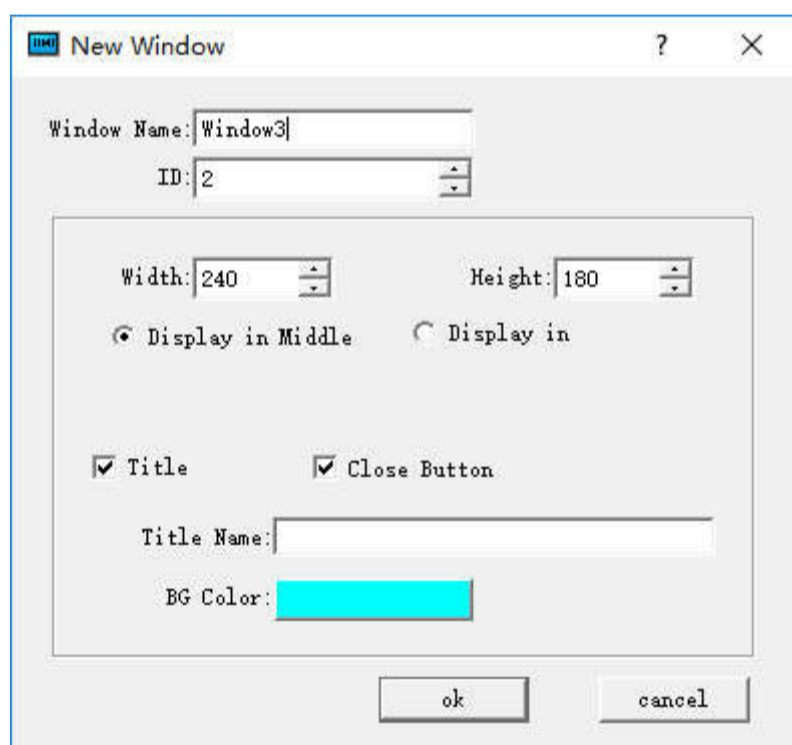 New Window
Window Name: Window3
ID: 2
Width: 240 Height: 180
Display in Middle Display in
Title Close Button
Title Name:
BG Color:
ok cancel